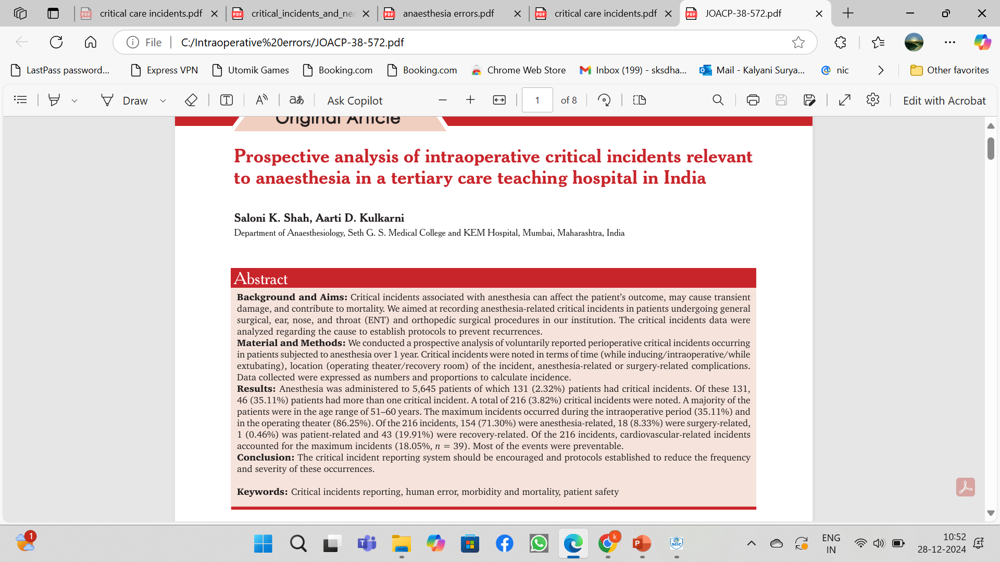 critical care incidents.pdf
critical_incidents_and_nea
anaesthesia errors.pdf
critical care incidents.pdf
JOACP-38-572.pdf
File
C:/Intraoperative%20errors/JOACP-38-572.pdf
LastPass password...
Express VPN
Utomik Games
Booking.com
Booking.com
Chrome Web Store
Inbox (199) - sksdha...
Mail - Kalyani Surya...
nic
Other favorites
Draw
Ask Copilot
1
of 8
Edit with Acrobat
Original Article
Prospective analysis of intraoperative critical incidents relevant
to anaesthesia in a tertiary care teaching hospital in India
Saloni K. Shah, Aarti D. Kulkarni
Department of Anaesthesiology, Seth G. S. Medical College and KEM Hospital, Mumbai, Maharashtra, India
Abstract
Background and Aims: Critical incidents associated with anesthesia can affect the patient’s outcome, may cause transient
damage, and contribute to mortality. We aimed at recording anesthesia-related critical incidents in patients undergoing general
surgical, ear, nose, and throat (ENT) and orthopedic surgical procedures in our institution. The critical incidents data were
analyzed regarding the cause to establish protocols to prevent recurrences.
Material and Methods: We conducted a prospective analysis of voluntarily reported perioperative critical incidents occurring
in patients subjected to anesthesia over 1 year. Critical incidents were noted in terms of time (while inducing/intraoperative/while
extubating), location (operating theater/recovery room) of the incident, anesthesia-related or surgery-related complications.
Data collected were expressed as numbers and proportions to calculate incidence.
Results: Anesthesia was administered to 5,645 patients of which 131 (2.32%) patients had critical incidents. Of these 131,
46 (35.11%) patients had more than one critical incident. A total of 216 (3.82%) critical incidents were noted. A majority of the
patients were in the age range of 51–60 years. The maximum incidents occurred during the intraoperative period (35.11%) and
in the operating theater (86.25%). Of the 216 incidents, 154 (71.30%) were anesthesia-related, 18 (8.33%) were surgery-related,
1 (0.46%) was patient-related and 43 (19.91%) were recovery-related. Of the 216 incidents, cardiovascular-related incidents
accounted for the maximum incidents (18.05%, n = 39). Most of the events were preventable.
Conclusion: The critical incident reporting system should be encouraged and protocols established to reduce the frequency
and severity of these occurrences.
Keywords: Critical incidents reporting, human error, morbidity and mortality, patient safety
1
k
ENG
IN
10:52
28-12-2024